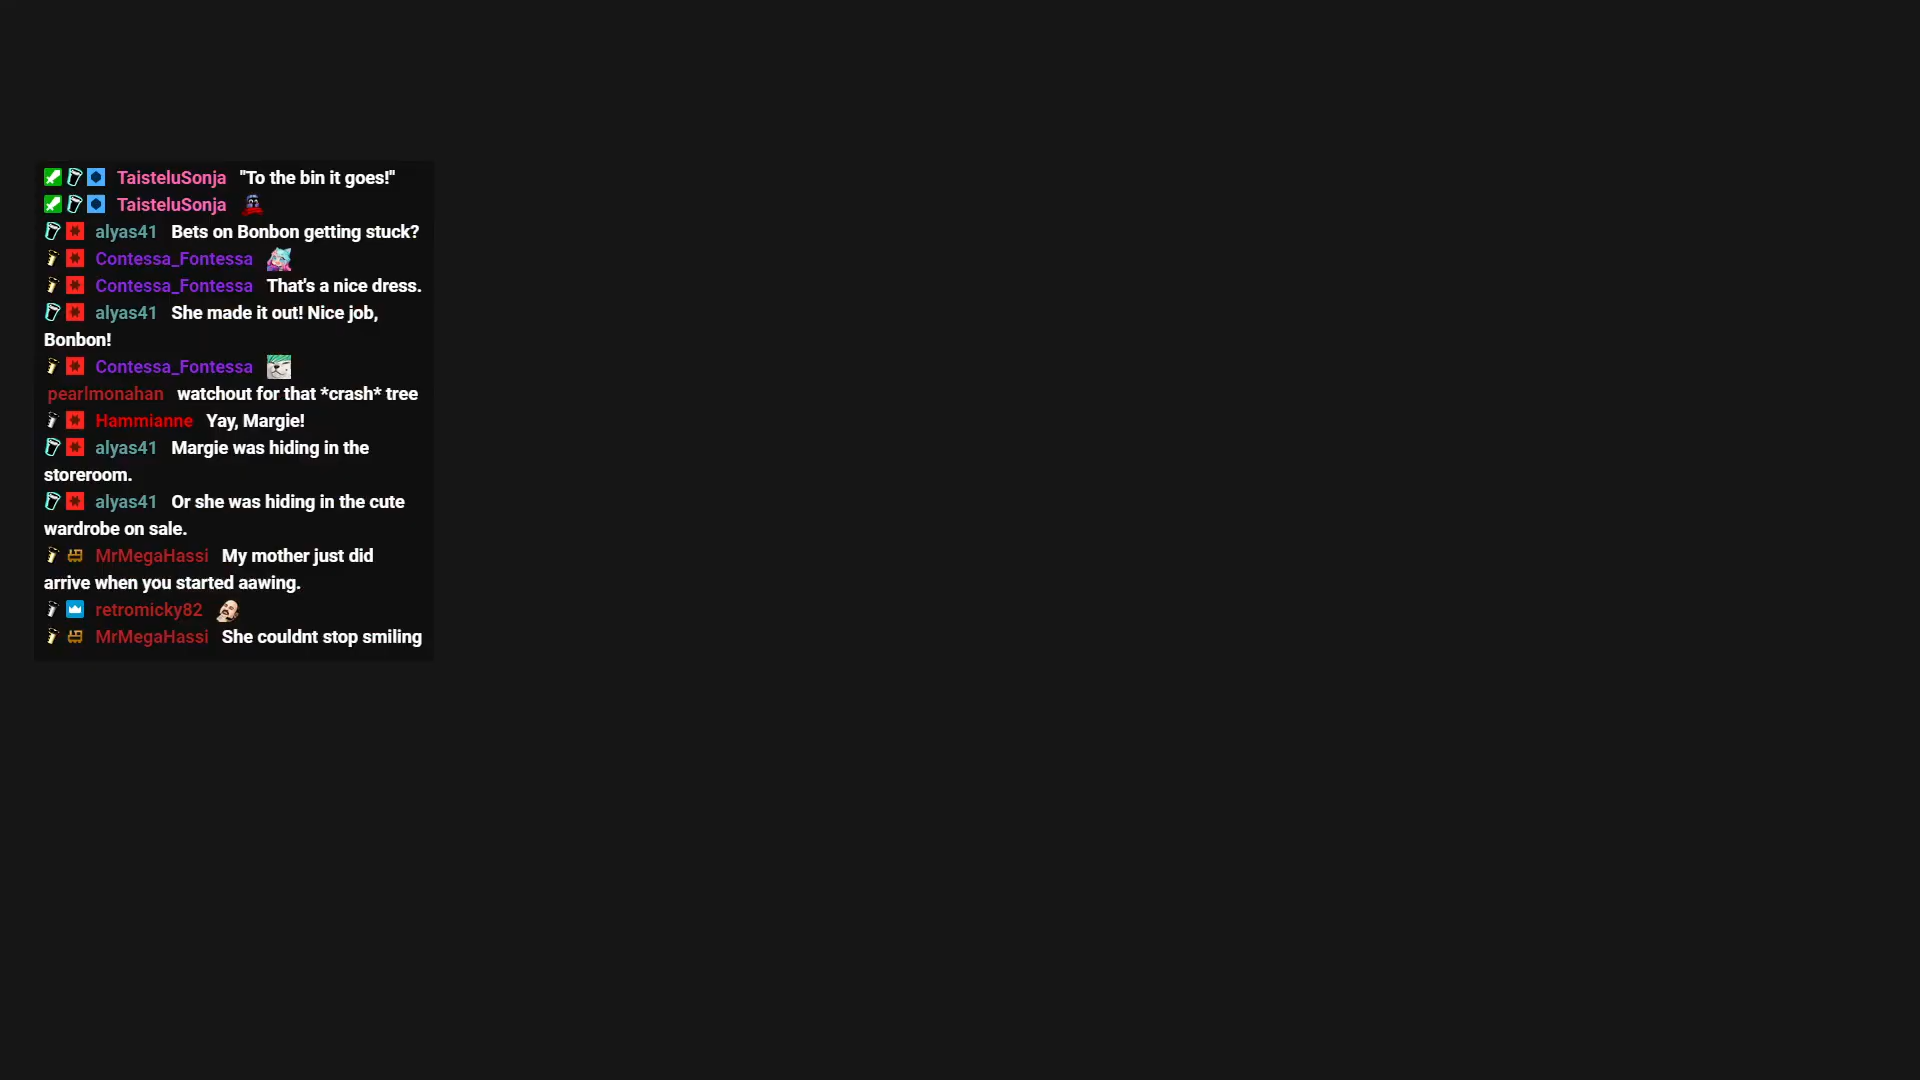 TaisteluSonja "To the bin it goes!"
TaisteluSonja
alyas41 Bets on Bonbon getting stuck?
Contessa_Fontessa
Contessa_Fontessa That's a nice dress.
alyas41 She made it out! Nice job,
Bonbon!
Contessa_Fontessa
pearlmonahan watchout for that *crash* tree
Hammianne Yay, Margie!
alyas41 Margie was hiding in the
storeroom.
alyas41 Or she was hiding in the cute
wardrobe on sale.
MrMegaHassi My mother just did
arrive when you started aawing.
retromicky82
MrMegaHassi She couldnt stop smiling